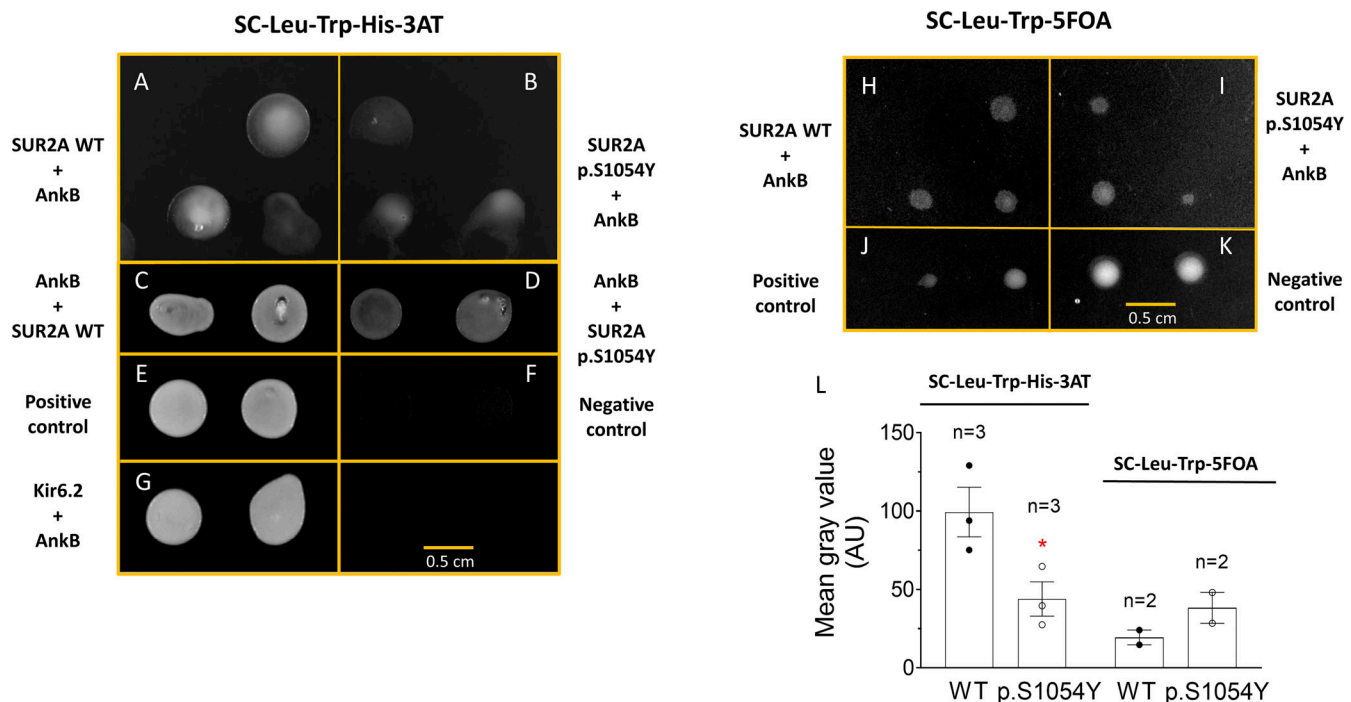 SC-Leu-Trp-His-3AT
A
B
SUR2A WT
+
AnkB
SUR2A
p.S1054Y
+
AnkB
AnkB
+
SUR2A WT
C
D
AnkB
+
SUR2A
p.S1054Y
Positive
control
E
F
Negative
control
Kir6.2
+
AnkB
G
0.5 cm
SC-Leu-Trp-5FOA
H
I
SUR2A WT
+
AnkB
SUR2A
p.S1054Y
+
AnkB
Positive
control
J
K
0.5 cm
Negative
control
L
SC-Leu-Trp-His-3AT
SC-Leu-Trp-5FOA
Mean gray value
(AU)
150
100
50
0
n=3
n=3
*
n=2
n=2
WT p.S1054Y WT p.S1054Y